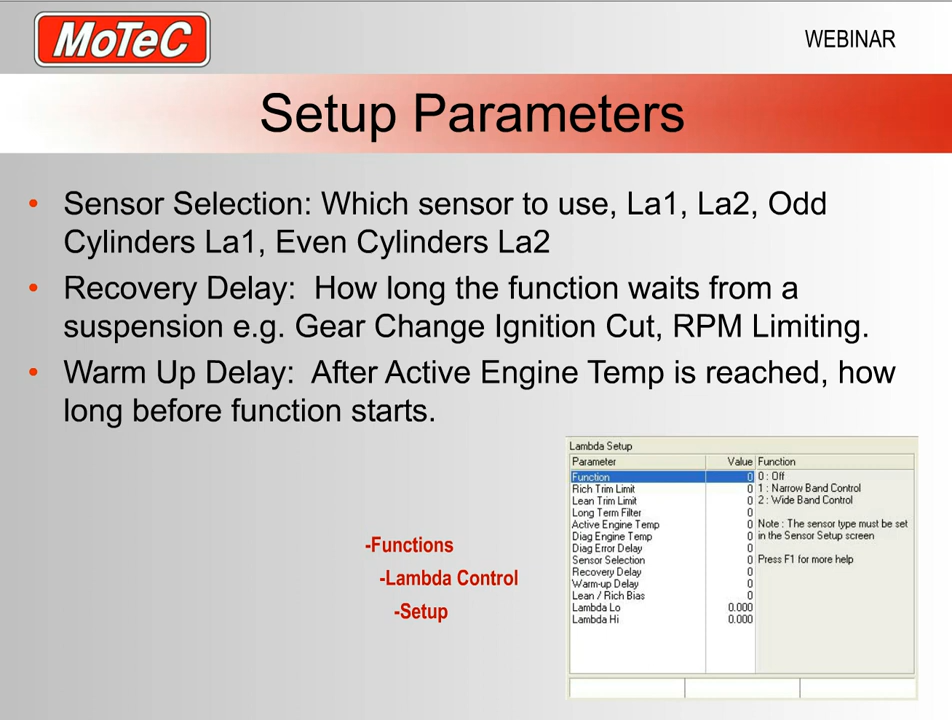 MoTeC
WEBINAR
Setup Parameters
• Sensor Selection: Which sensor to use, La1, La2, Odd
Cylinders La1, Even Cylinders La2
• Recovery Delay:  How long the function waits from a
suspension e.g. Gear Change Ignition Cut, RPM Limiting.
• Warm Up Delay:  After Active Engine Temp is reached, how
long before function starts.
-Functions
-Lambda Control
-Setup
Lambda Setup
Parameter Value Function
Function 0 0 : Off
Rich Trim Limit 0 1 : Narrow Band Control
Lean Trim Limit 0 2 : Wide Band Control
Long Term Filter 0
Active Engine Temp 0 Note : The sensor type must be set
Diag Engine Temp 0 in the Sensor Setup screen
Diag Error Delay 0
Sensor Selection 0 Press F1 for more help
Recovery Delay 0
Warm-up Delay 0
Lean / Rich Bias 0
Lambda Lo 0.000
Lambda Hi 0.000